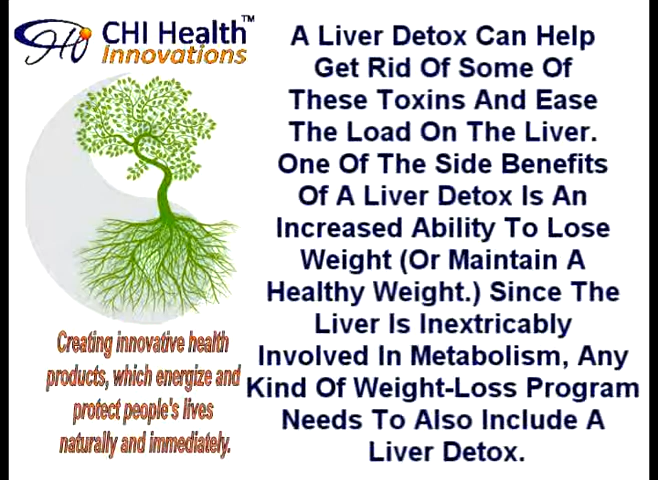 CHI Health™
Innovations
Creating innovative health
products, which energize and
protect people's lives
naturally and immediately.
A Liver Detox Can Help
Get Rid Of Some Of
These Toxins And Ease
The Load On The Liver.
One Of The Side Benefits
Of A Liver Detox Is An
Increased Ability To Lose
Weight (Or Maintain A
Healthy Weight.) Since The
Liver Is Inextricably
Involved In Metabolism, Any
Kind Of Weight-Loss Program
Needs To Also Include A
Liver Detox.